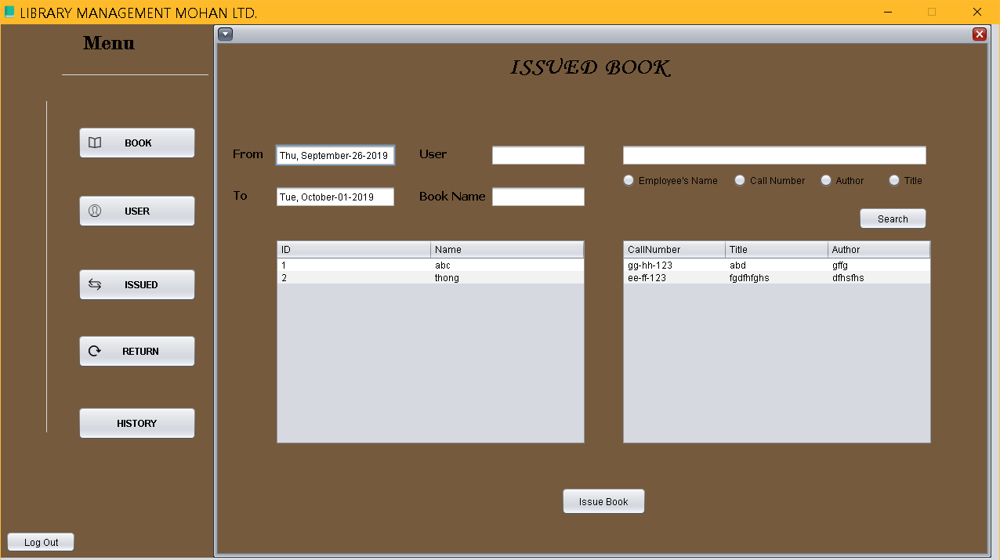 LIBRARY MANAGEMENT MOHAN LTD.
Menu
BOOK
USER
ISSUED
RETURN
HISTORY
Log Out
ISSUED BOOK
From Thu, September-26-2019 User
Employee's Name Call Number Author Title
To Tue, October-01-2019 Book Name
Search
ID Name
1 abc
2 thong
CallNumber Title Author
gg-hh-123 abd gffg
ee-ff-123 fgdfhfghs dfhsfhs
Issue Book